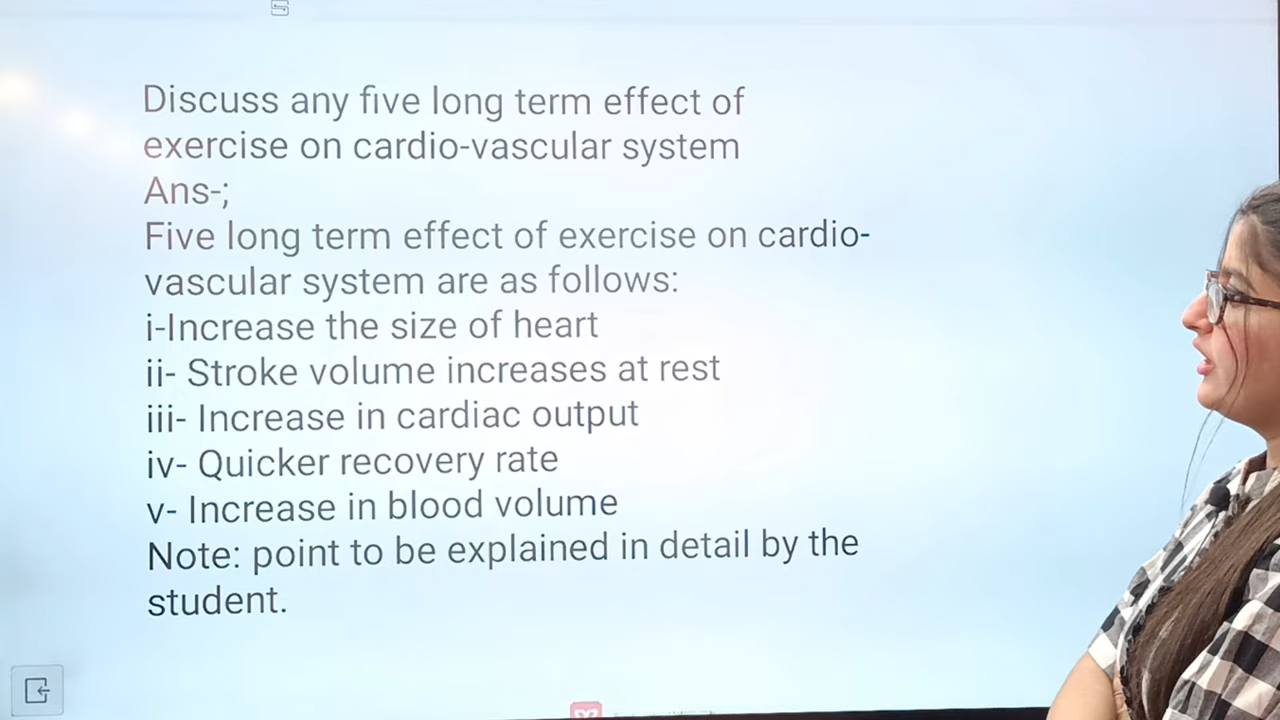 Discuss any five long term effect of
exercise on cardio-vascular system
Ans-;
Five long term effect of exercise on cardio-
vascular system are as follows:
i-Increase the size of heart
ii- Stroke volume increases at rest
iii- Increase in cardiac output
iv- Quicker recovery rate
v- Increase in blood volume
Note: point to be explained in detail by the
student.